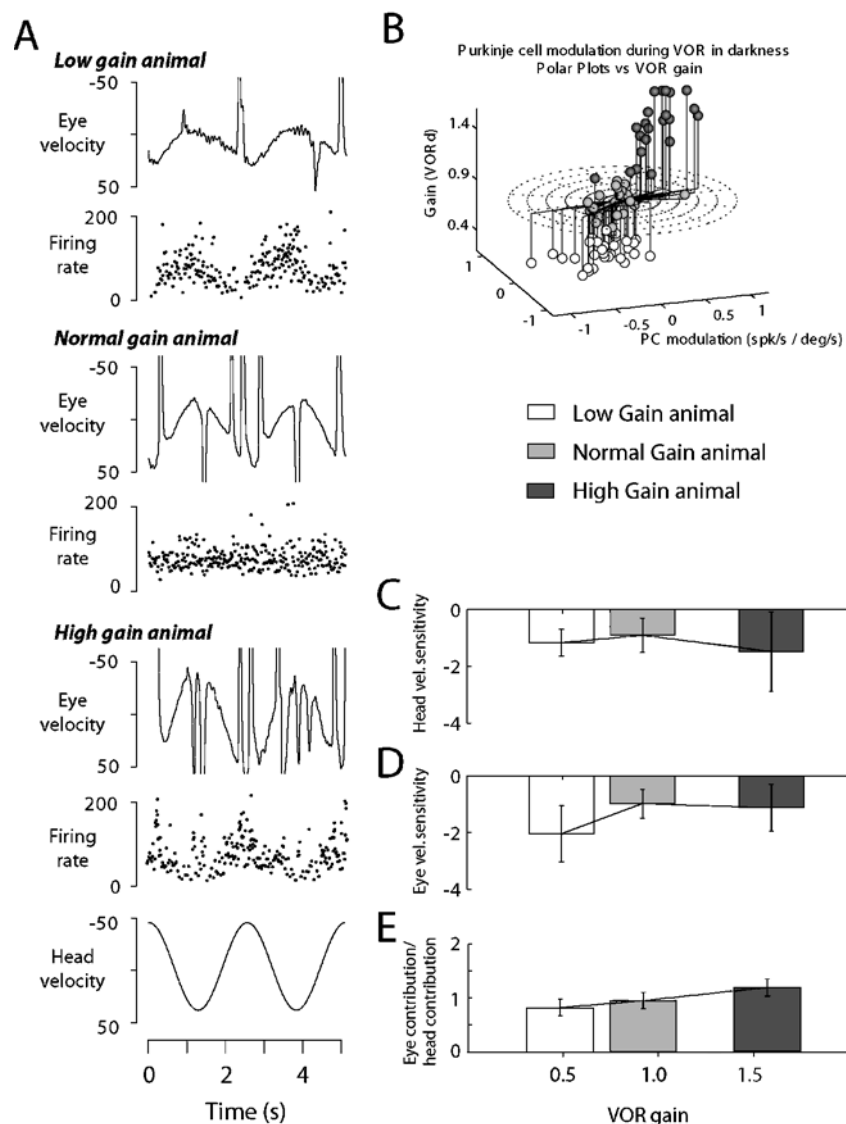 A
Low gain animal
-50
Eye
velocity
50
200
Firing
rate
0
Normal gain animal
-50
Eye
velocity
50
200
Firing
rate
0
High gain animal
-50
Eye
velocity
50
200
Firing
rate
0
-50
Head
velocity
50
0 2 4
Time (s)
B
Purkinje cell modulation during VOR in darkness
Polar Plots vs VOR gain
Gain (VOR d)
1.4
0.9
0.4
1
0
-1
-1
-0.5
0
0.5
1
PC modulation (spk/s / deg/s)
Low Gain animal
Normal Gain animal
High Gain animal
C
Head vel.sensitivity
0
-2
-4
D
Eye vel.sensitivity
0
-2
-4
E
Eye contribution/
head contribution
2
1
0
0.5 1.0 1.5
VOR gain